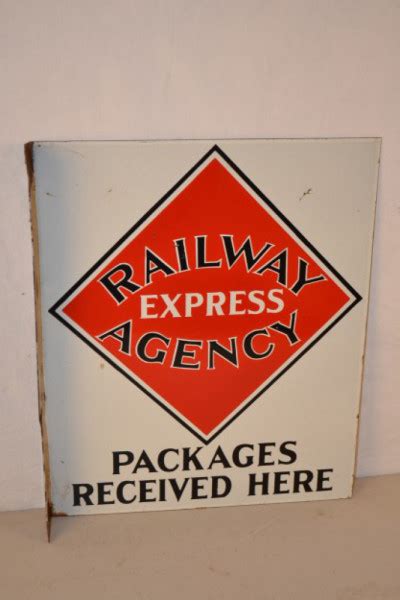 RAILWAY
EXPRESS
AGENCY
PACKAGES
RECEIVED HERE